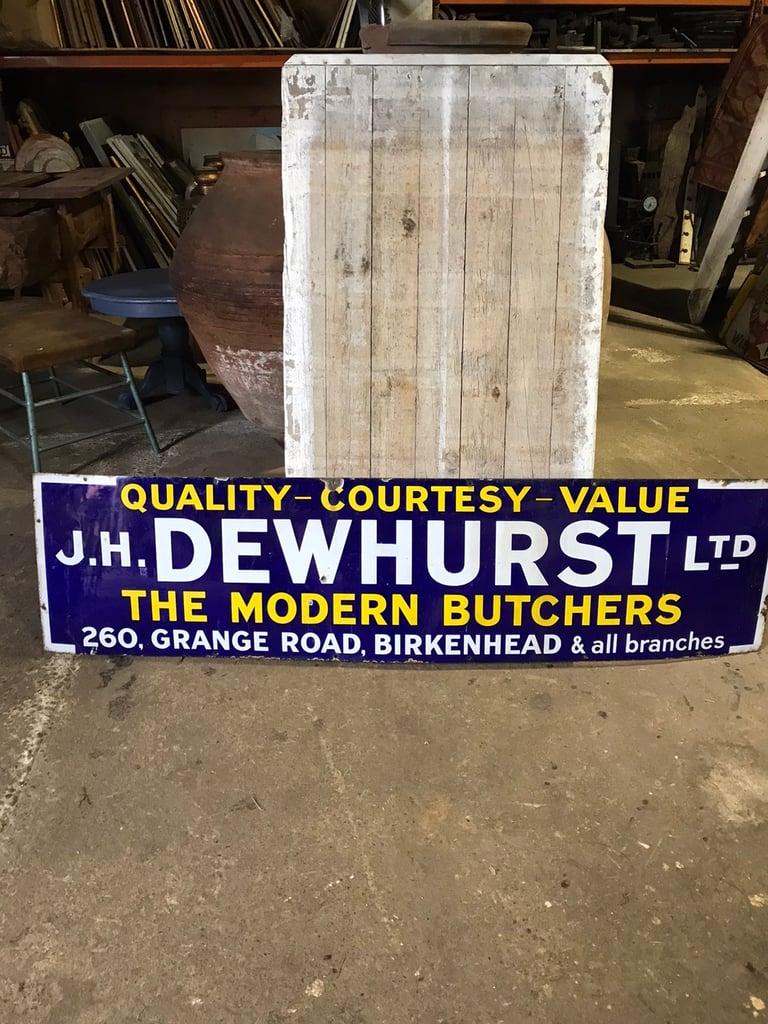 QUALITY–COURTESY–VALUE
J.H. DEWHURST LTD
THE MODERN BUTCHERS
260, GRANGE ROAD, BIRKENHEAD & all branches